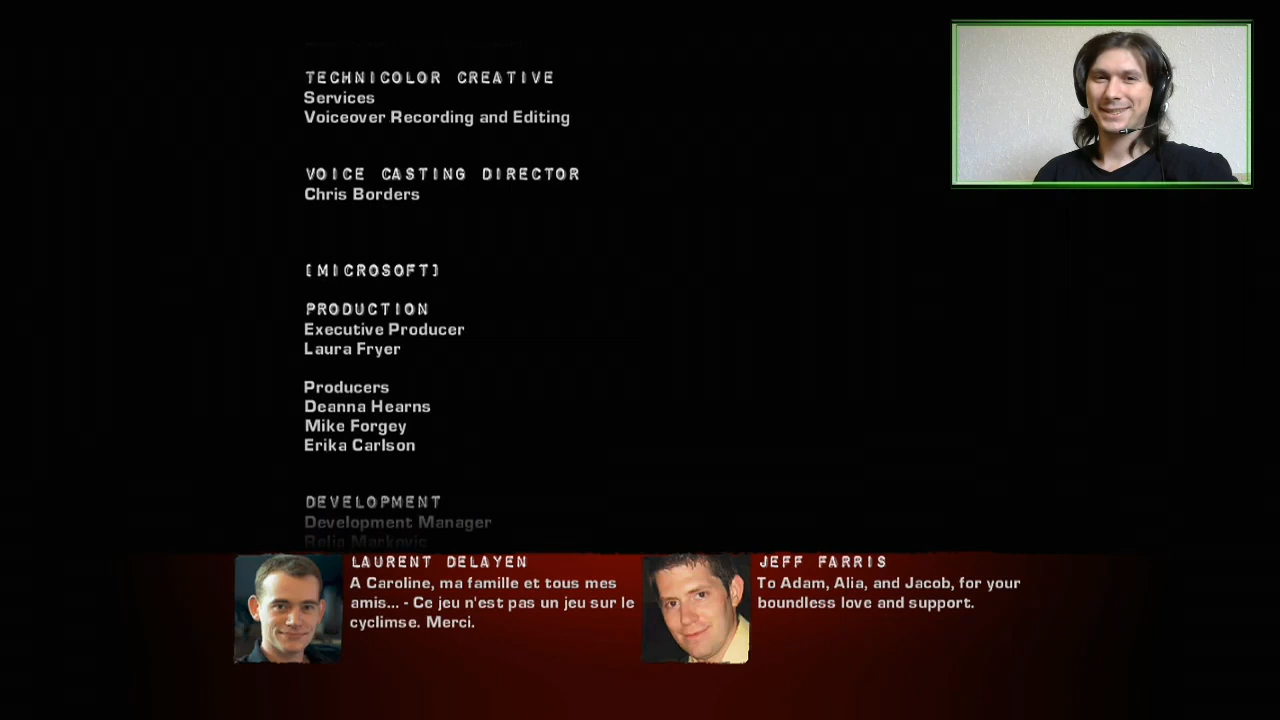 TECHNICOLOR CREATIVE
Services
Voiceover Recording and Editing
VOICE CASTING DIRECTOR
Chris Borders
[MICROSOFT]
PRODUCTION
Executive Producer
Laura Fryer
Producers
Deanna Hearns
Mike Forgey
Erika Carlson
DEVELOPMENT
Development Manager
Relja Markovic
LAURENT DELAYEN
A Caroline, ma famille et tous mes
amis... - Ce jeu n'est pas un jeu sur le
cyclimse. Merci.
JEFF FARRIS
To Adam, Alia, and Jacob, for your
boundless love and support.